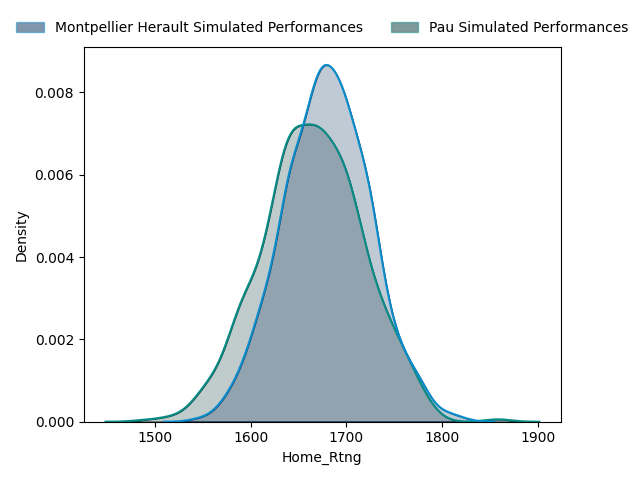 Montpellier Herault Simulated Performances Pau Simulated Performances
0.008
0.006
0.004
0.002
0.000
Density
1500 1600 1700 1800 1900
Home_Rtng